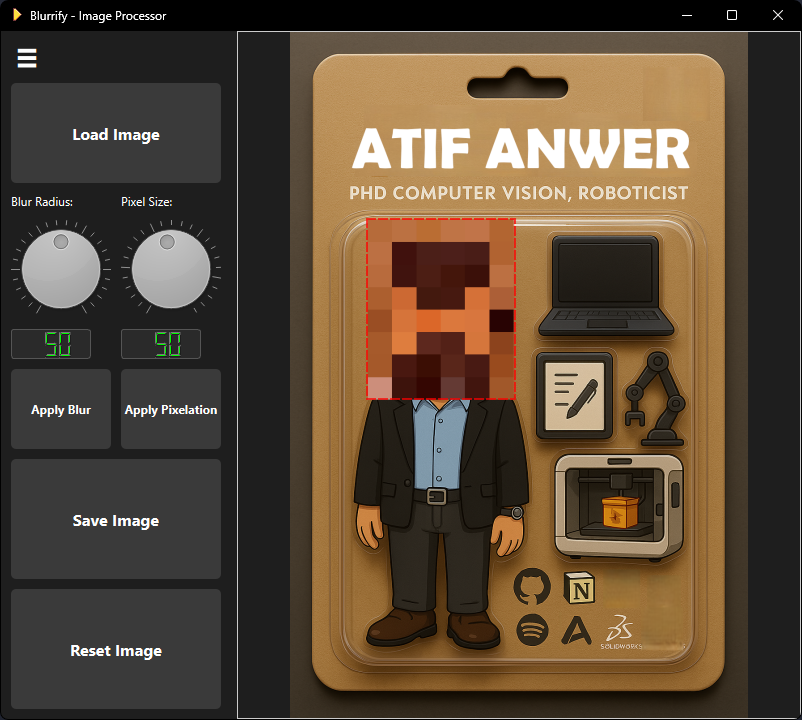 Blurrify - Image Processor
Load Image
Blur Radius:
Pixel Size:
50
50
Apply Blur
Apply Pixelation
Save Image
Reset Image
ATIF ANWER
PHD COMPUTER VISION, ROBOTICIST
N
SOLIDWORKS